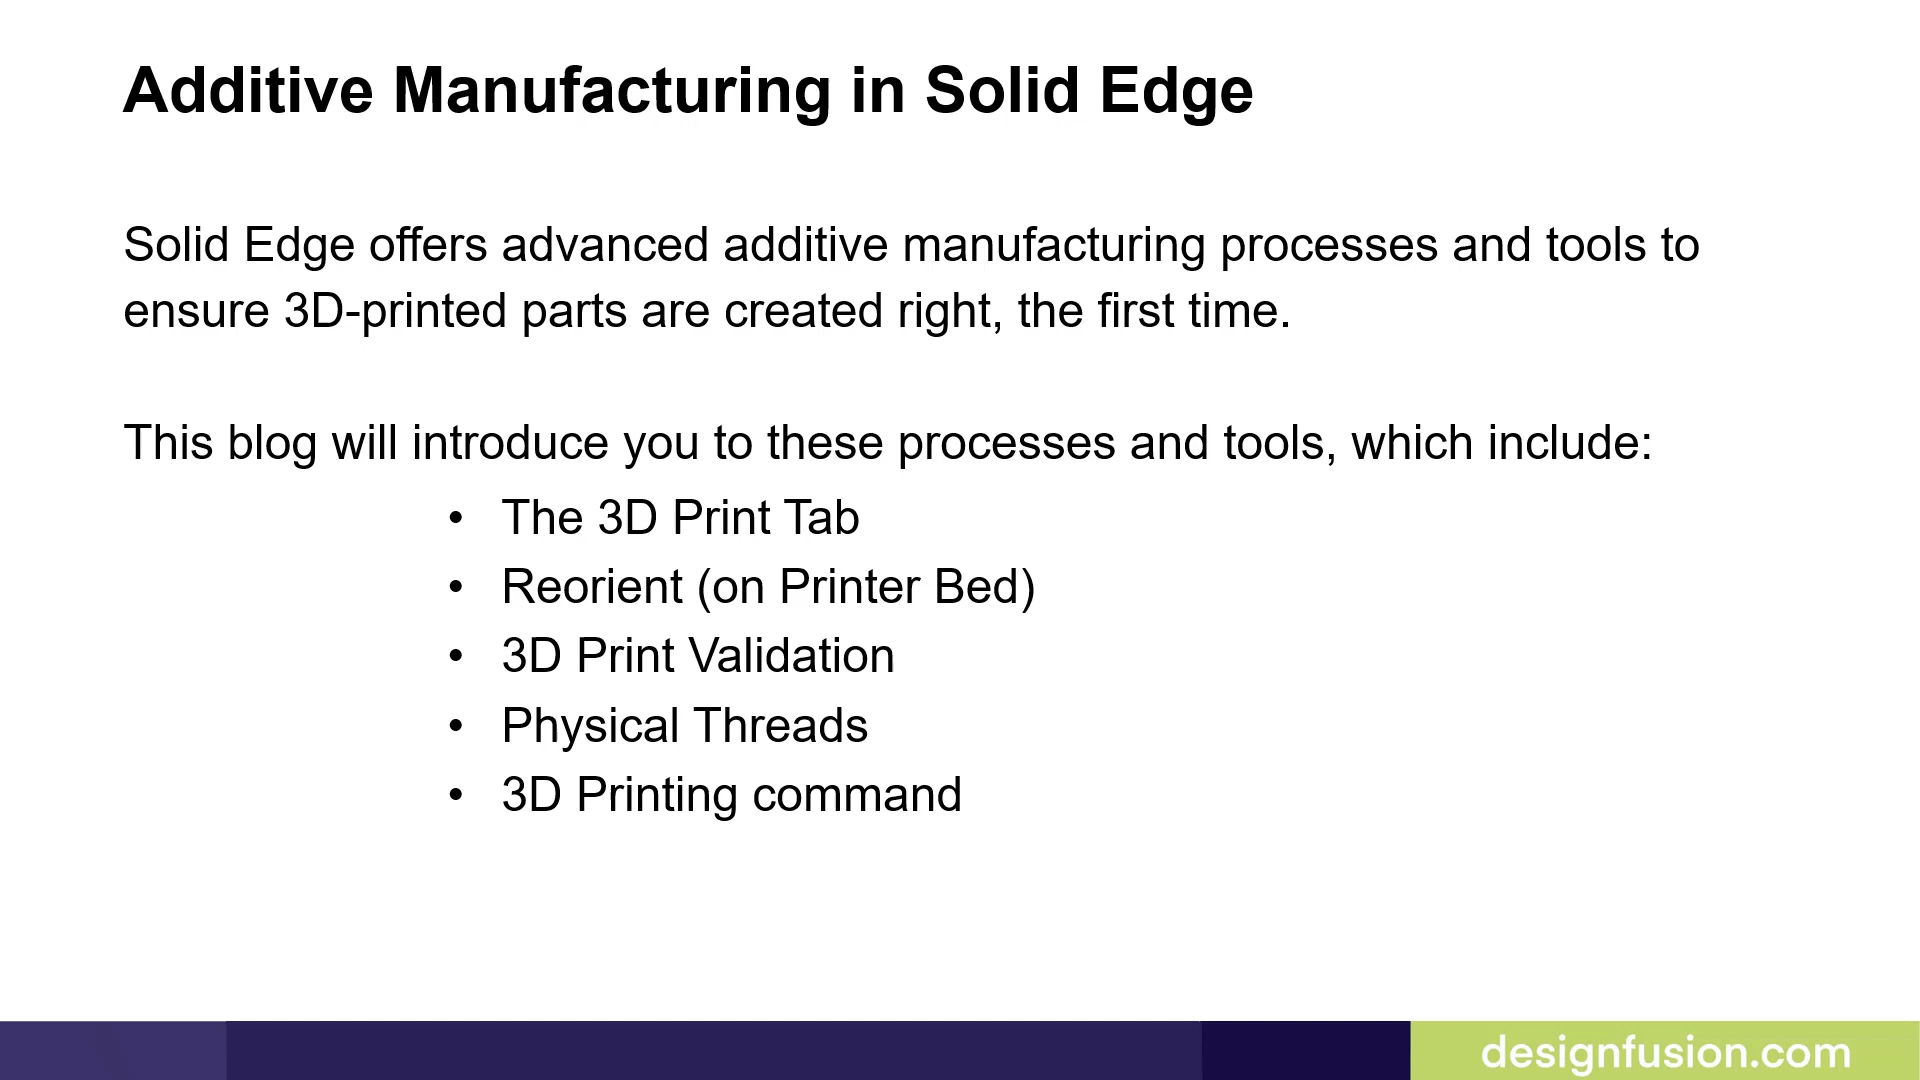 Additive Manufacturing in Solid Edge
Solid Edge offers advanced additive manufacturing processes and tools to
ensure 3D-printed parts are created right, the first time.
This blog will introduce you to these processes and tools, which include:
• The 3D Print Tab
• Reorient (on Printer Bed)
• 3D Print Validation
• Physical Threads
• 3D Printing command
designfusion.com